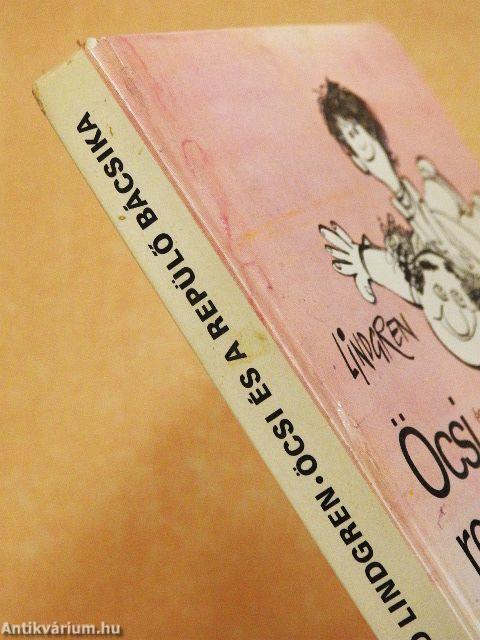 LINDGREN • ÖCSI ÉS A REPÜLŐ BÁCSIKA
LINDGREN
Öcsi
Antikvárium.hu